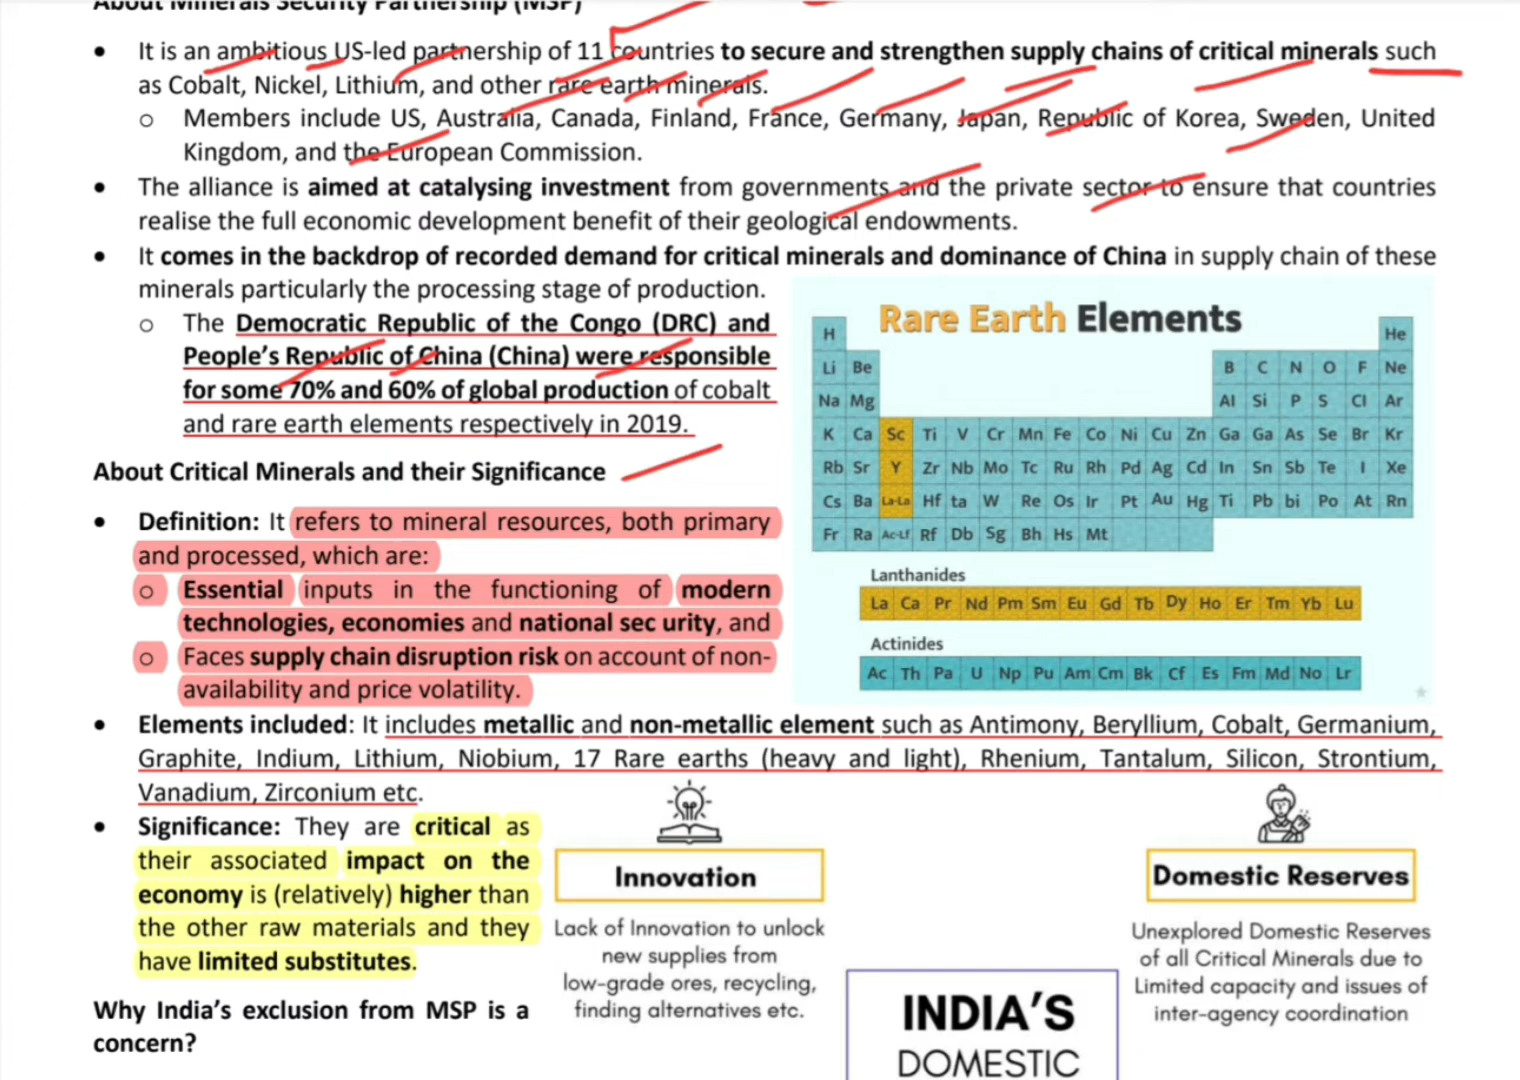 About Minerals Security Partnership (MSP)
• It is an ambitious US-led partnership of 11 countries to secure and strengthen supply chains of critical minerals such
as Cobalt, Nickel, Lithium, and other rare earth minerals.
o Members include US, Australia, Canada, Finland, France, Germany, Japan, Republic of Korea, Sweden, United
Kingdom, and the European Commission.
• The alliance is aimed at catalysing investment from governments and the private sector to ensure that countries
realise the full economic development benefit of their geological endowments.
• It comes in the backdrop of recorded demand for critical minerals and dominance of China in supply chain of these
minerals particularly the processing stage of production.
o The Democratic Republic of the Congo (DRC) and
People's Republic of China (China) were responsible
for some 70% and 60% of global production of cobalt
and rare earth elements respectively in 2019.
About Critical Minerals and their Significance
• Definition: It refers to mineral resources, both primary
and processed, which are:
o Essential inputs in the functioning of modern
technologies, economies and national sec urity, and
o Faces supply chain disruption risk on account of non-
availability and price volatility.
Rare Earth Elements
H He
Li Be B C N O F Ne
Na Mg Al Si P S Cl Ar
K Ca Sc Ti V Cr Mn Fe Co Ni Cu Zn Ga Ga As Se Br Kr
Rb Sr Y Zr Nb Mo Tc Ru Rh Pd Ag Cd In Sn Sb Te I Xe
Cs Ba La-La Hf ta W Re Os Ir Pt Au Hg Ti Pb bi Po At Rn
Fr Ra Ac-Lf Rf Db Sg Bh Hs Mt
Lanthanides
La Ca Pr Nd Pm Sm Eu Gd Tb Dy Ho Er Tm Yb Lu
Actinides
Ac Th Pa U Np Pu Am Cm Bk Cf Es Fm Md No Lr
• Elements included: It includes metallic and non-metallic element such as Antimony, Beryllium, Cobalt, Germanium,
Graphite, Indium, Lithium, Niobium, 17 Rare earths (heavy and light), Rhenium, Tantalum, Silicon, Strontium,
Vanadium, Zirconium etc.
• Significance: They are critical as
their associated impact on the
economy is (relatively) higher than
the other raw materials and they
have limited substitutes.
Why India's exclusion from MSP is a
concern?
Innovation
Lack of Innovation to unlock
new supplies from
low-grade ores, recycling,
finding alternatives etc.
Domestic Reserves
Unexplored Domestic Reserves
of all Critical Minerals due to
Limited capacity and issues of
inter-agency coordination
INDIA'S
DOMESTIC